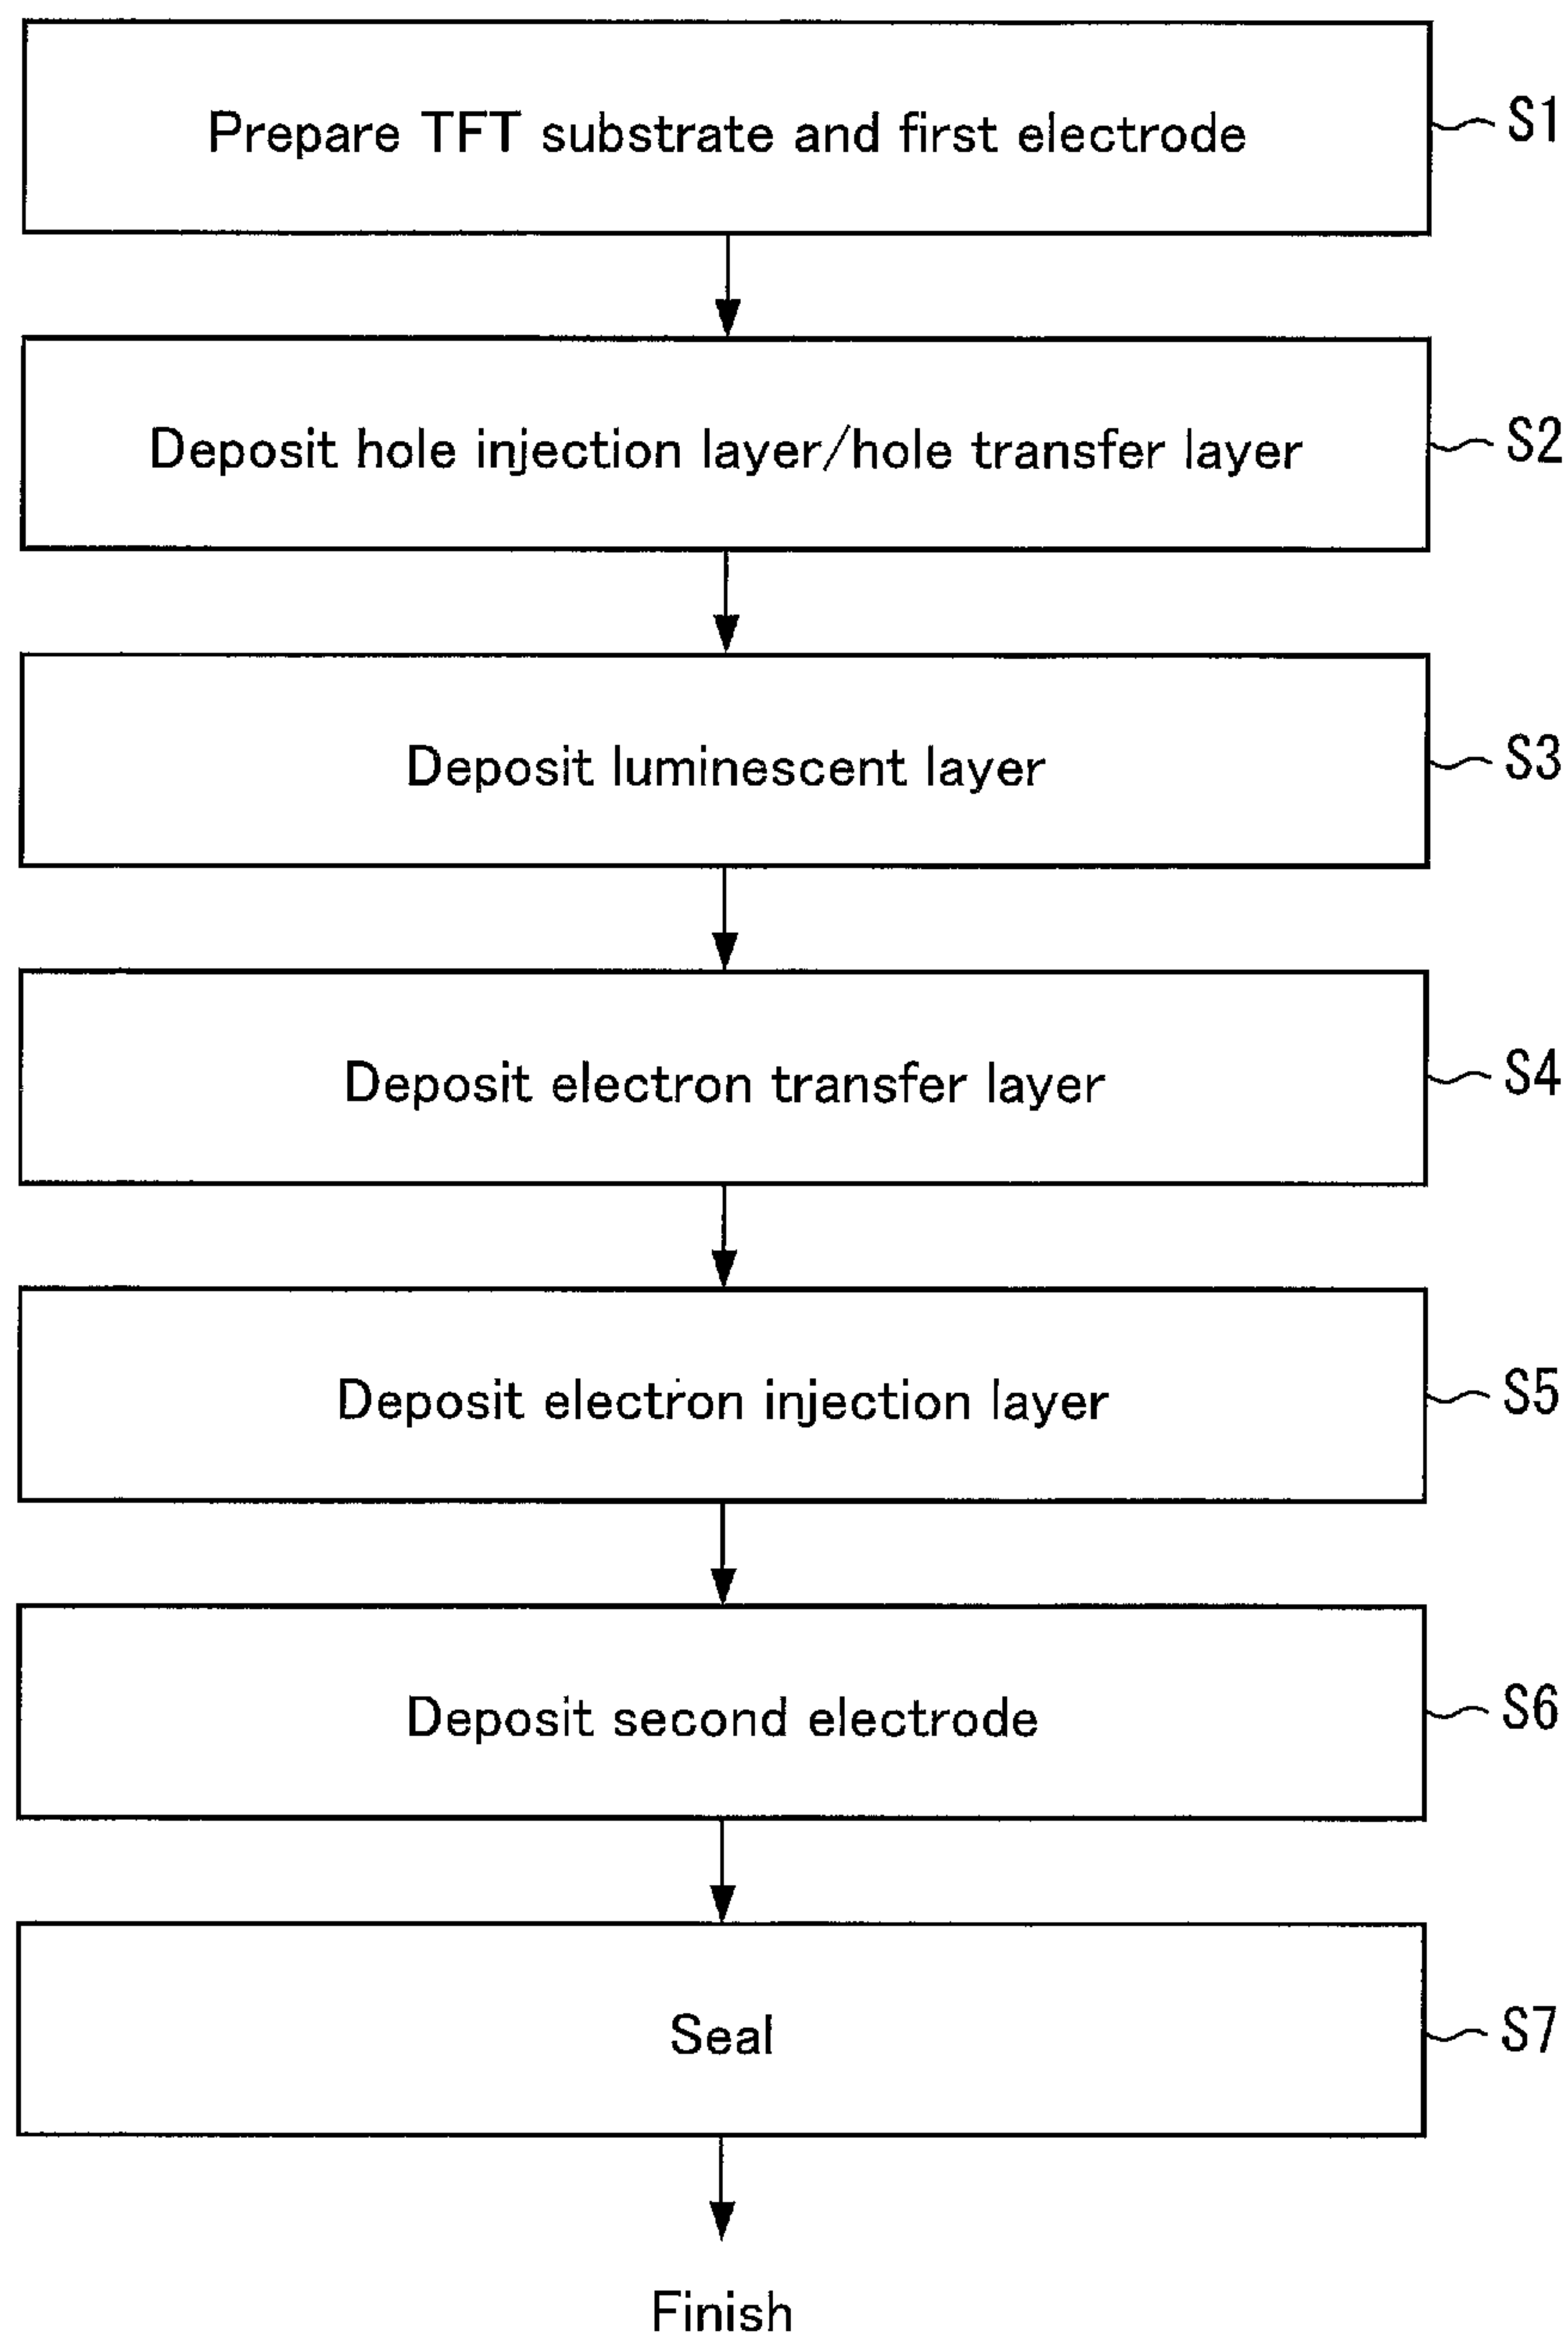 Prepare TFT substrate and first electrode
S1
Deposit hole injection layer/hole transfer layer
S2
Deposit luminescent layer
S3
Deposit electron transfer layer
S4
Deposit electron injection layer
S5
Deposit second electrode
S6
Seal
S7
Finish